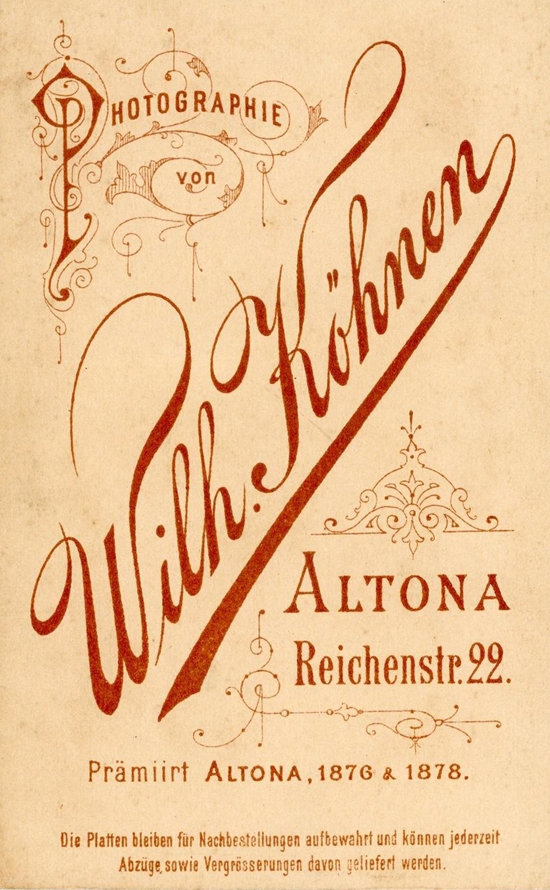 PHOTOGRAPHIE
von
Wilh. Köhnen
ALTONA
Reichenstr. 22.
Prämiirt ALTONA, 1876 & 1878.
Die Platten bleiben für Nachbestellungen aufbewahrt und können jederzeit
Abzüge, sowie Vergrösserungen davon geliefert werden.